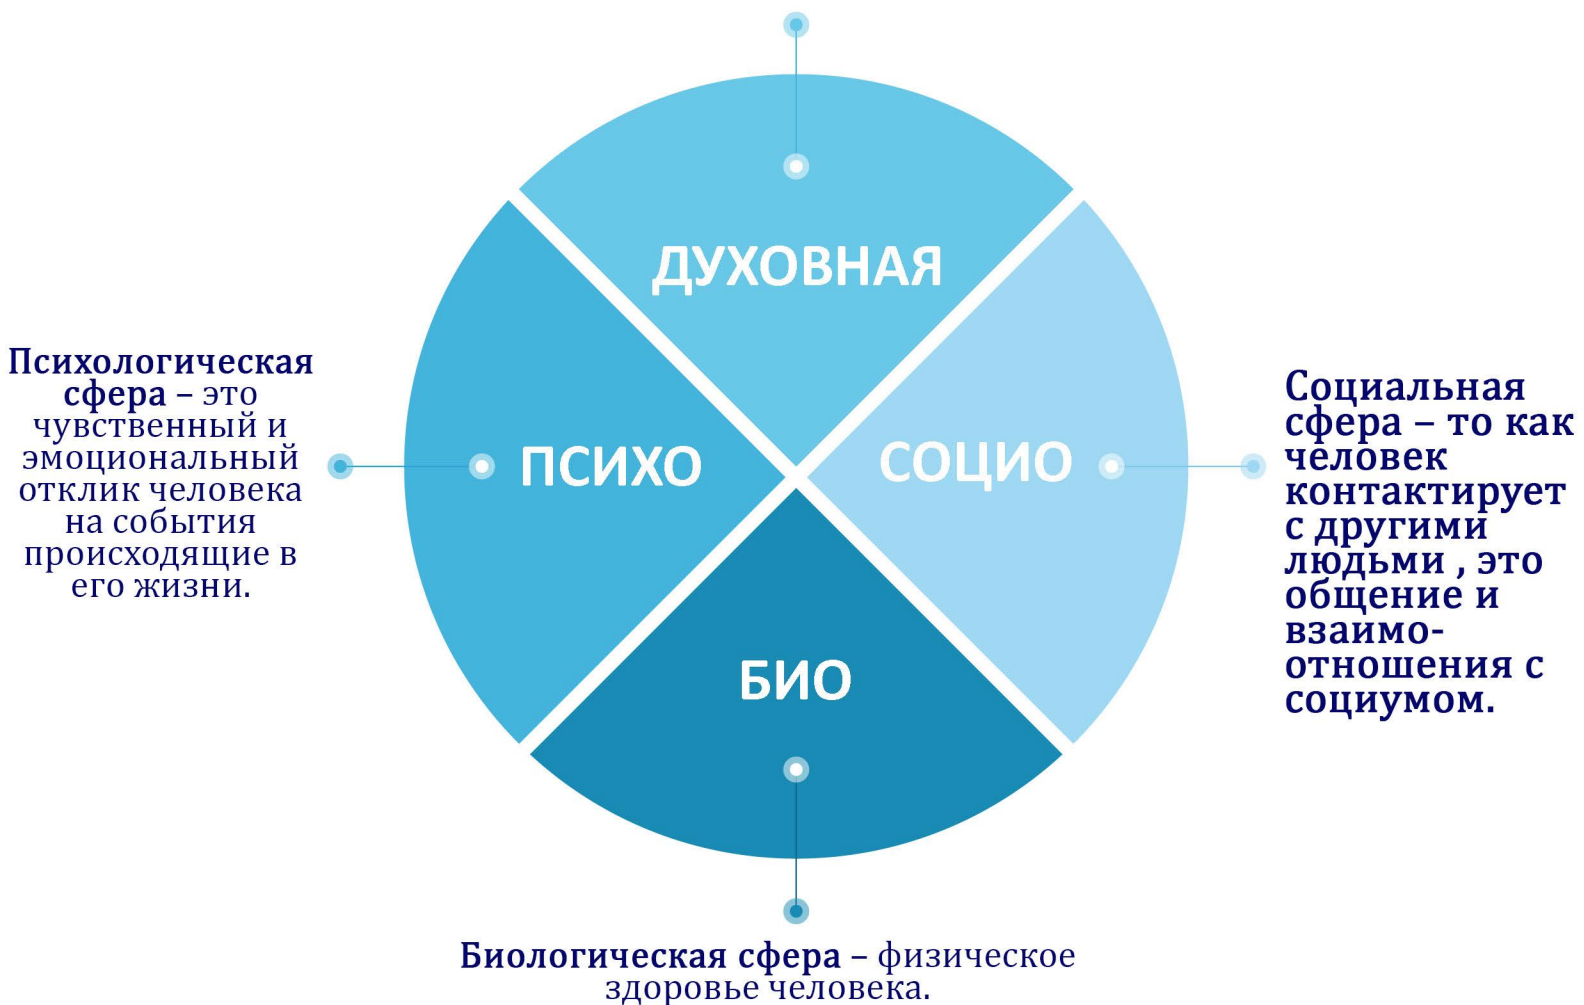 ДУХОВНАЯ
Психологическая
сфера – это
чувственный и
эмоциональный
отклик человека
на события
происходящие в
его жизни.
ПСИХО
СОЦИО
Социальная
сфера – то как
человек
контактирует
с другими
людьми , это
общение и
взаимо-
отношения с
социумом.
БИО
Биологическая сфера – физическое
здоровье человека.